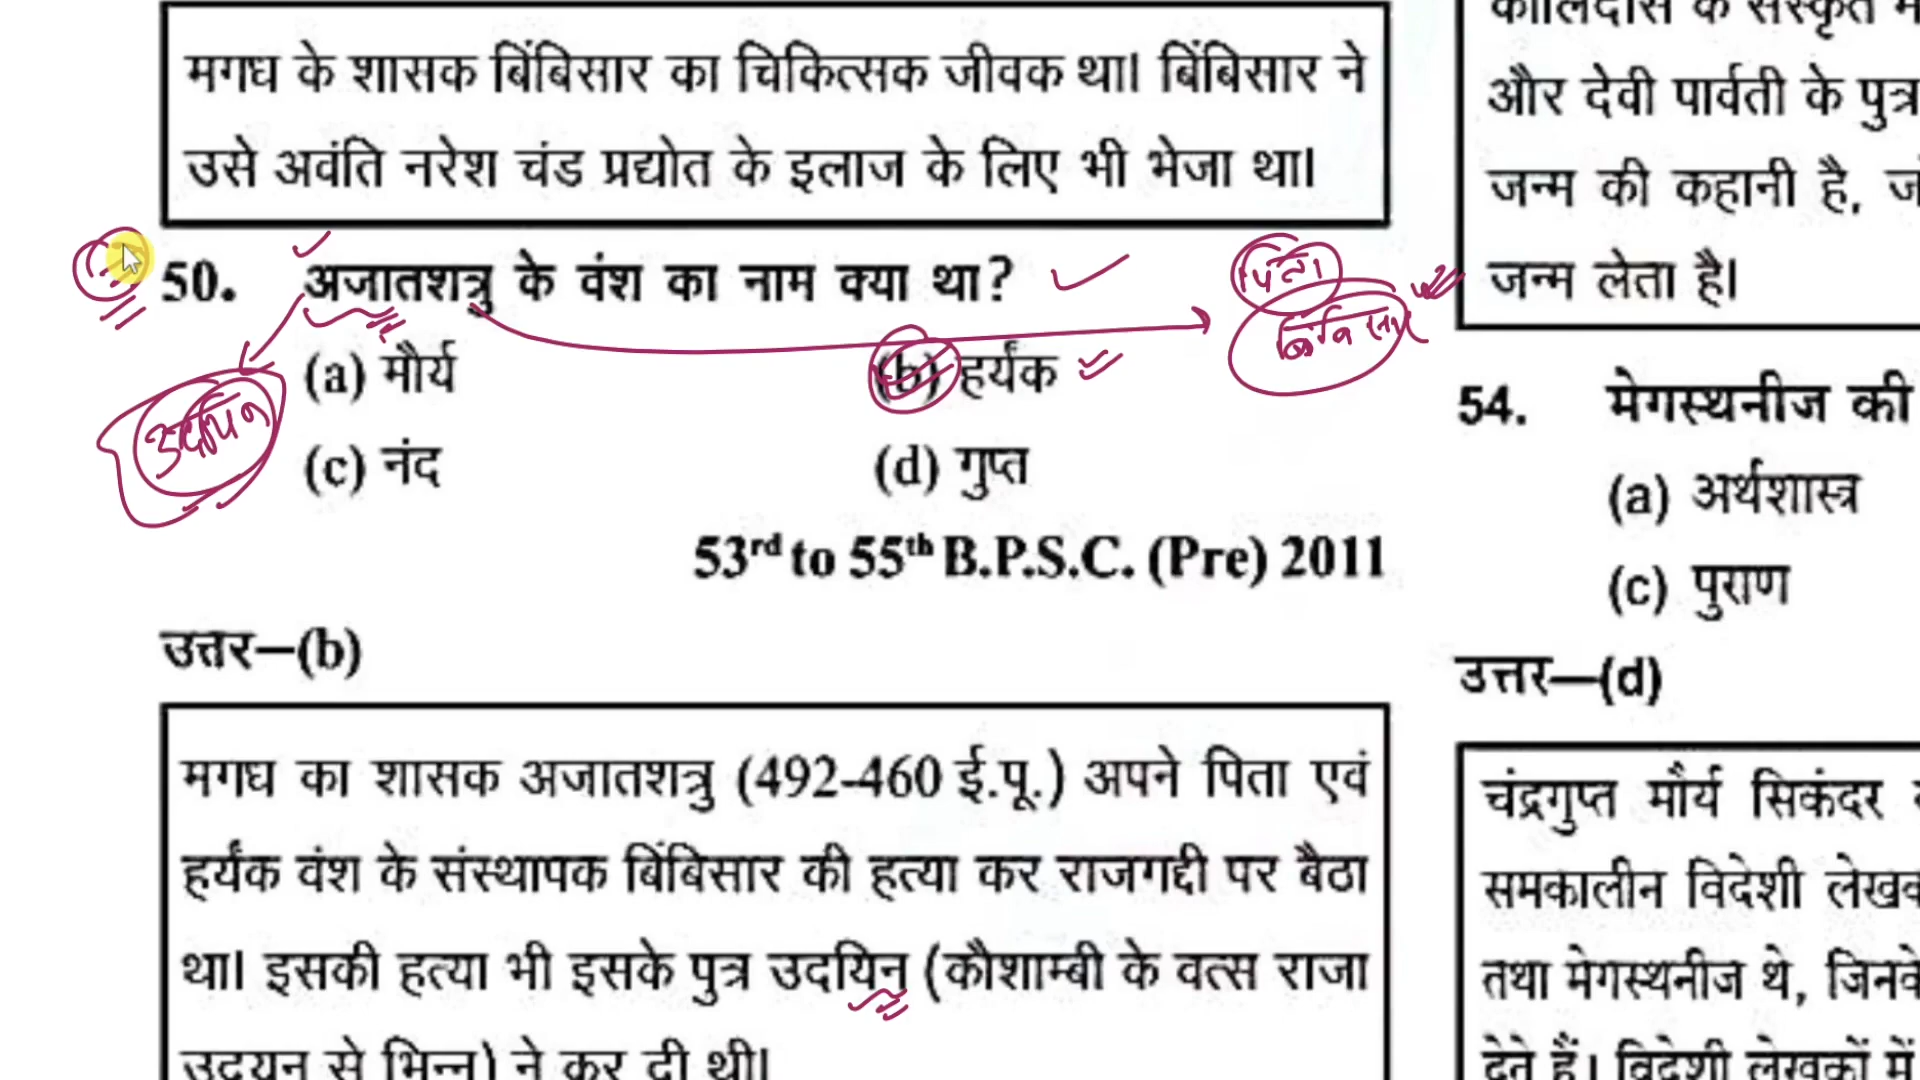 मगध के शासक बिंबिसार का चिकित्सक जीवक था। बिंबिसार ने
उसे अवंति नरेश चंड प्रद्योत के इलाज के लिए भी भेजा था।
50. अजातशत्रु के वंश का नाम क्या था?
पिता
बिंबिसार
(a) मौर्य (b) हर्यंक
उदयिन
(c) नंद (d) गुप्त
53rd to 55th B.P.S.C. (Pre) 2011
उत्तर—(b)
मगध का शासक अजातशत्रु (492-460 ई.पू.) अपने पिता एवं
हर्यंक वंश के संस्थापक बिंबिसार की हत्या कर राजगद्दी पर बैठा
था। इसकी हत्या भी इसके पुत्र उदयिन (कौशाम्बी के वत्स राजा
उदयन से भिन्न) ने कर दी थी।
कालिदास के संस्कृत
और देवी पार्वती के पुत्र
जन्म की कहानी है,
जन्म लेता है।
54. मेगस्थनीज की
(a) अर्थशास्त्र
(c) पुराण
उत्तर—(d)
चंद्रगुप्त मौर्य सिकंदर
समकालीन विदेशी
तथा मेगस्थनीज थे,
देते हैं। विदेशी लेखकों में